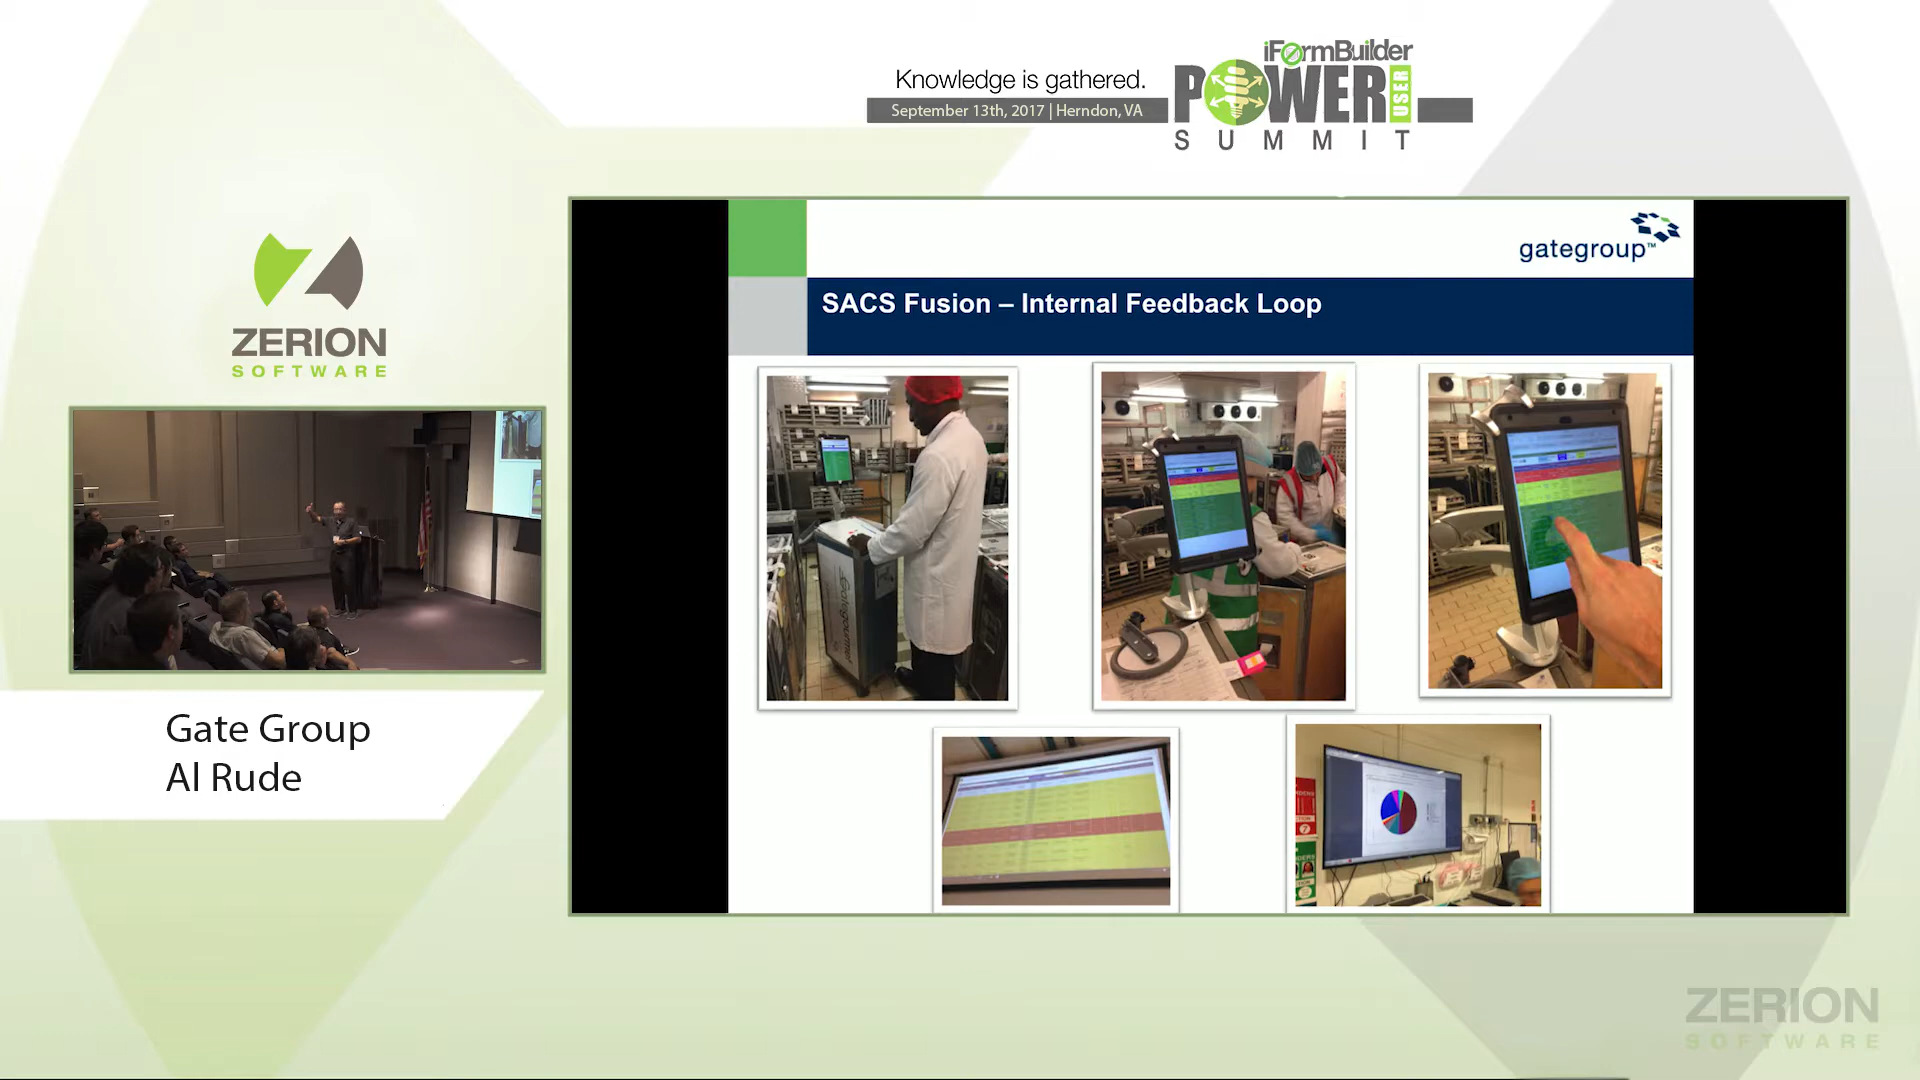 Knowledge is gathered.
September 13th, 2017 | Herndon, VA
iFormBuilder
POWER USER
SUMMIT
ZERION
SOFTWARE
gategroup™
SACS Fusion – Internal Feedback Loop
gategourmet
Gate Group
Al Rude
ZERION
SOFTWARE